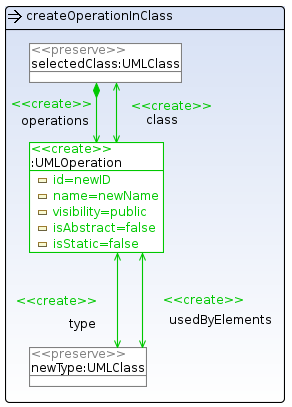 createOperationInClass
<<preserve>>
selectedClass:UMLClass
<<create>>
<<create>>
operations
class
<<create>>
:UMLOperation
id=newID
name=newName
visibility=public
isAbstract=false
isStatic=false
<<create>>
<<create>>
type
usedByElements
<<preserve>>
newType:UMLClass